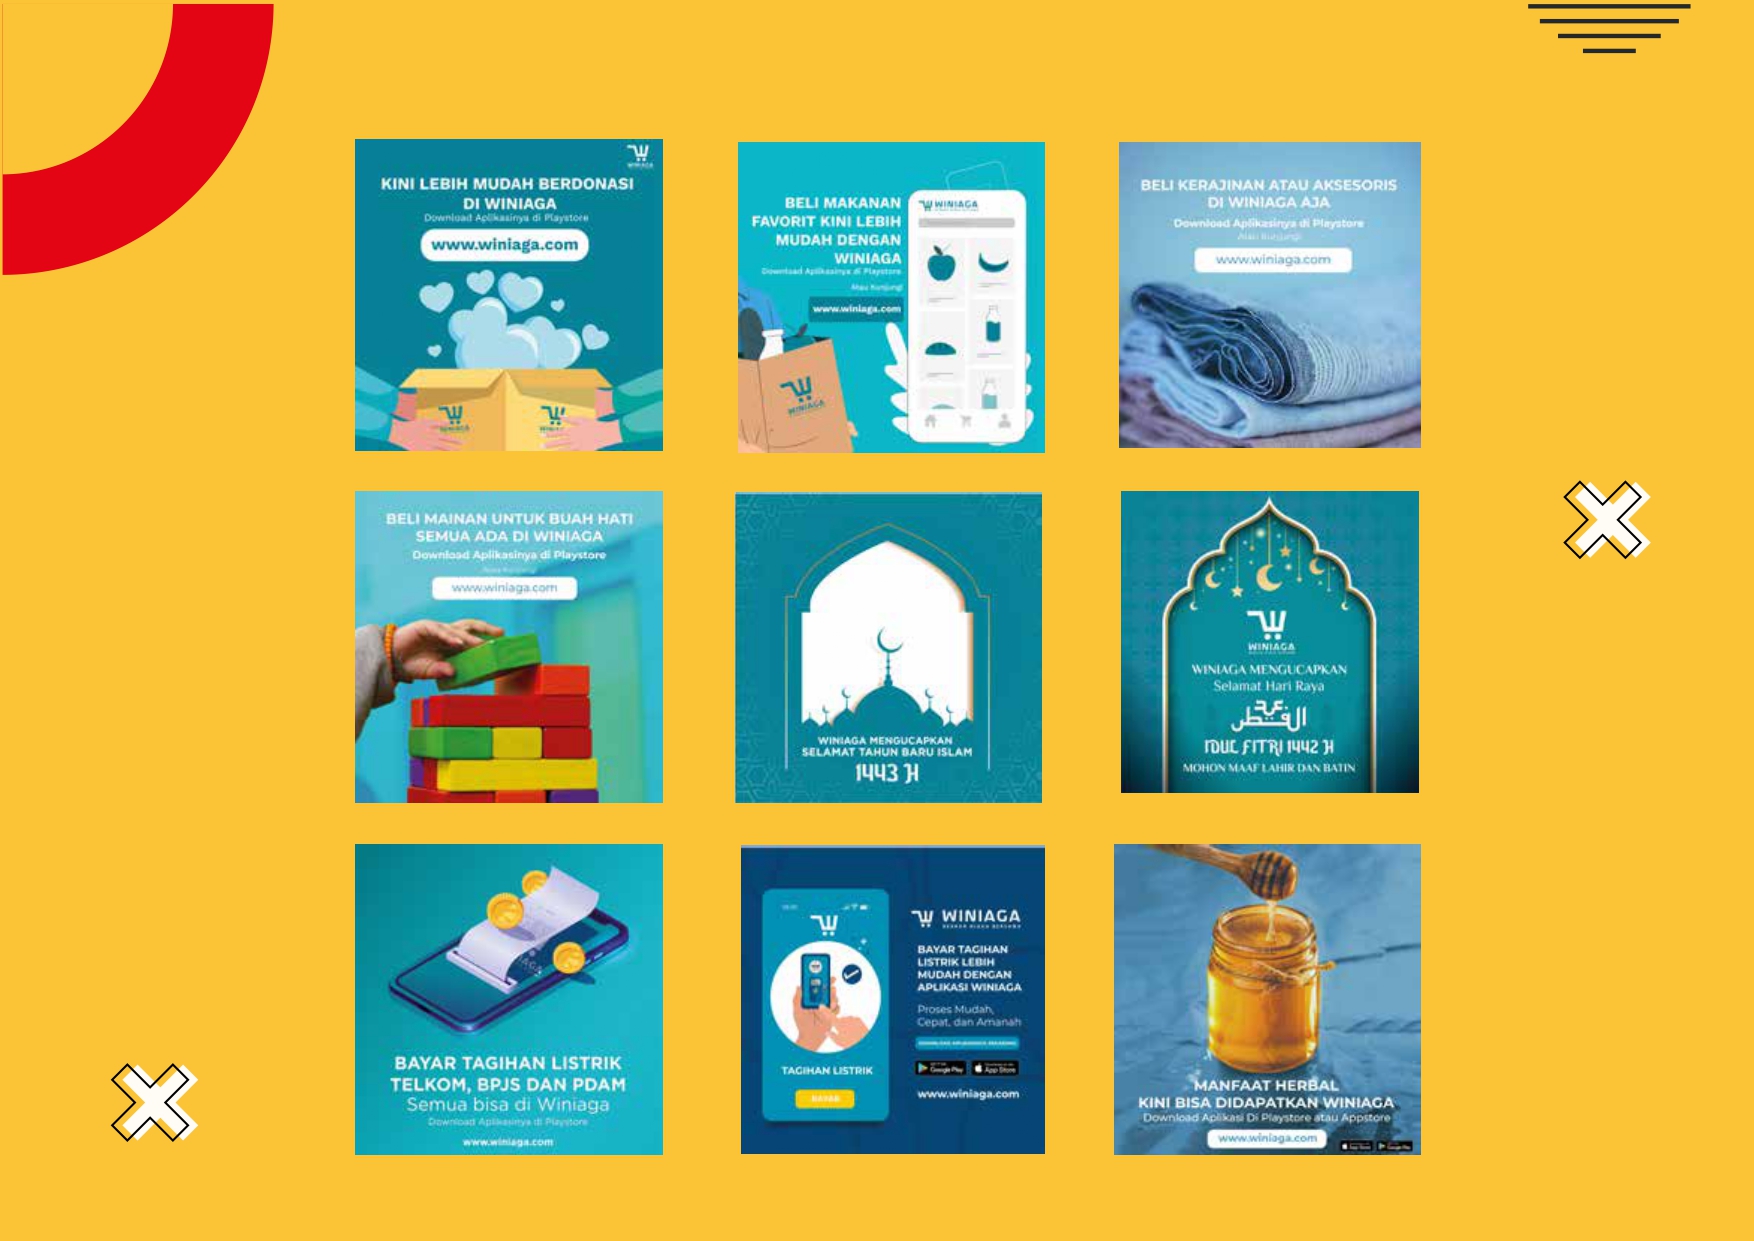 WINIAGA
KINI LEBIH MUDAH BERDONASI
DI WINIAGA
Download Aplikasinya di Playstore
www.winiaga.com
WINIAGA
BELI MAKANAN
FAVORIT KINI LEBIH
MUDAH DENGAN
WINIAGA
Download Aplikasinya di Playstore
Atau Kunjungi
www.winiaga.com
WINIAGA
WINIAGA
BELI KERAJINAN ATAU AKSESORIS
DI WINIAGA AJA
Download Aplikasinya di Playstore
Atau Kunjungi
www.winiaga.com
BELI MAINAN UNTUK BUAH HATI
SEMUA ADA DI WINIAGA
Download Aplikasinya di Playstore
www.winiaga.com
WINIAGA MENGUCAPKAN
SELAMAT TAHUN BARU ISLAM
1443 H
WINIAGA
WINIAGA MENGUCAPKAN
Selamat Hari Raya
عيد
الفطر
IDUL FITRI 1442 H
MOHON MAAF LAHIR DAN BATIN
BAYAR TAGIHAN LISTRIK
TELKOM, BPJS DAN PDAM
Semua bisa di Winiaga
Download Aplikasinya di Playstore
www.winiaga.com
TAGIHAN LISTRIK
BAYAR
WINIAGA
BAYAR TAGIHAN
LISTRIK LEBIH
MUDAH DENGAN
APLIKASI WINIAGA
Proses Mudah,
Cepat, dan Amanah
DOWNLOAD APLIKASINYA SEKARANG
Google Play
App Store
www.winiaga.com
MANFAAT HERBAL
KINI BISA DIDAPATKAN WINIAGA
Download Aplikasi Di Playstore atau Appstore
www.winiaga.com
App Store
Google Play